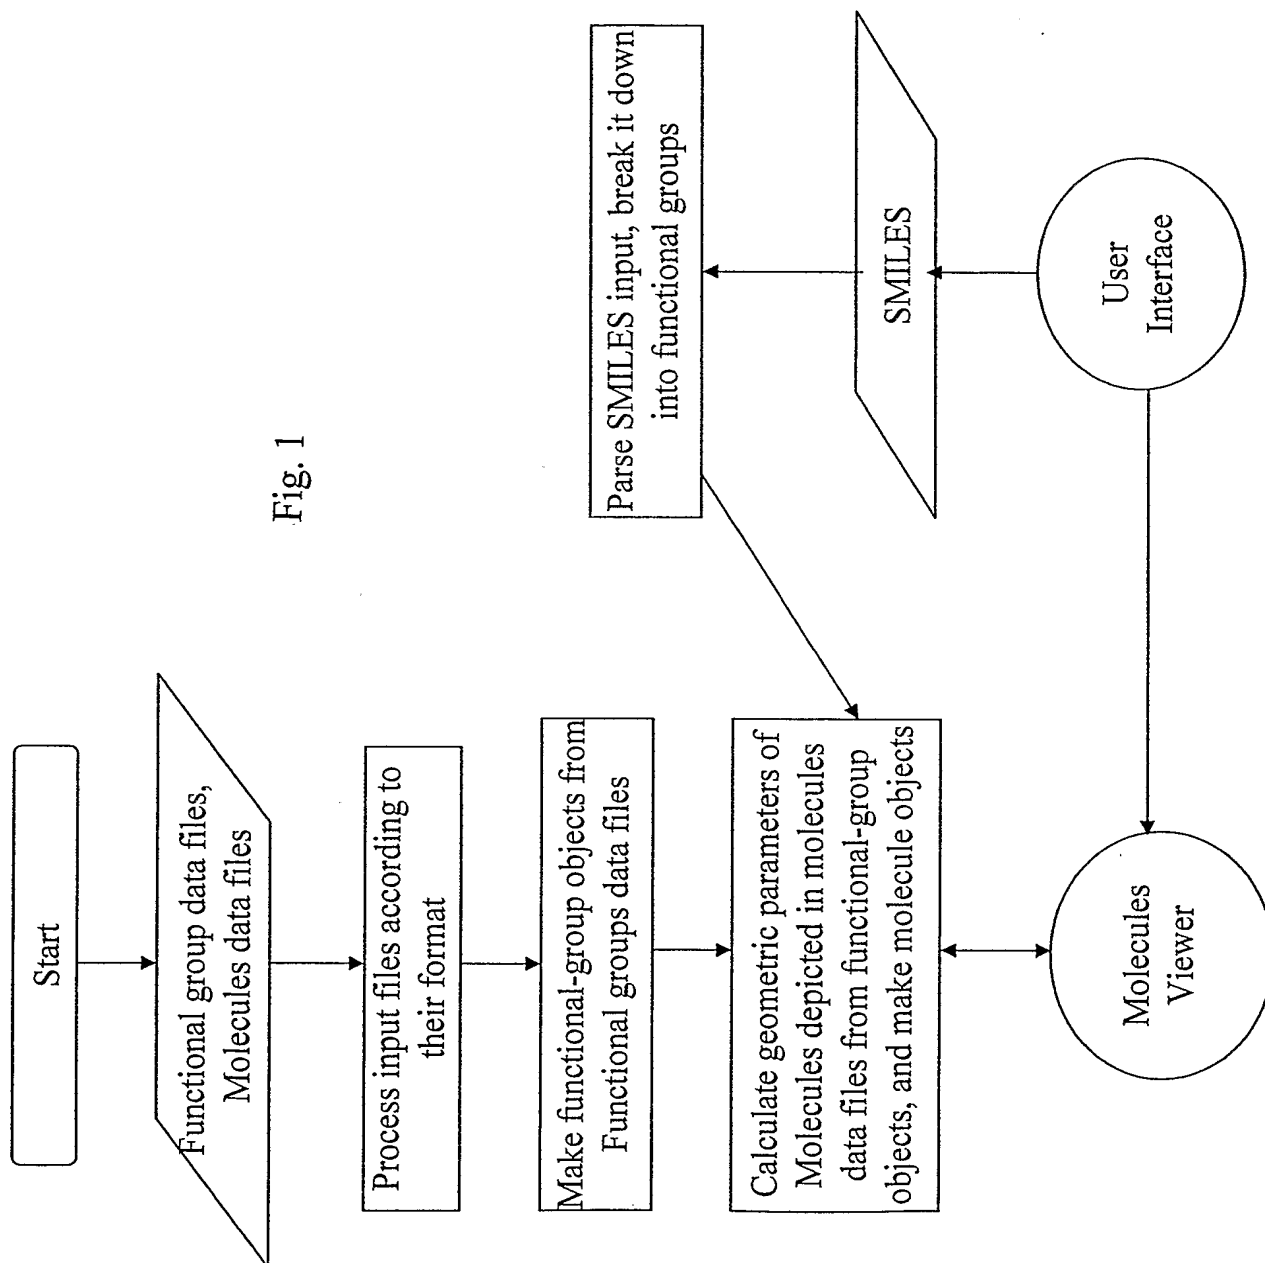 Start
Functional group data files,
Molecules data files
Process input files according to
their format
Make functional-group objects from
Functional groups data files
Calculate geometric parameters of
Molecules depicted in molecules
data files from functional-group
objects, and make molecule objects
Molecules
Viewer
Fig. 1
Parse SMILES input, break it down
into functional groups
SMILES
User
Interface